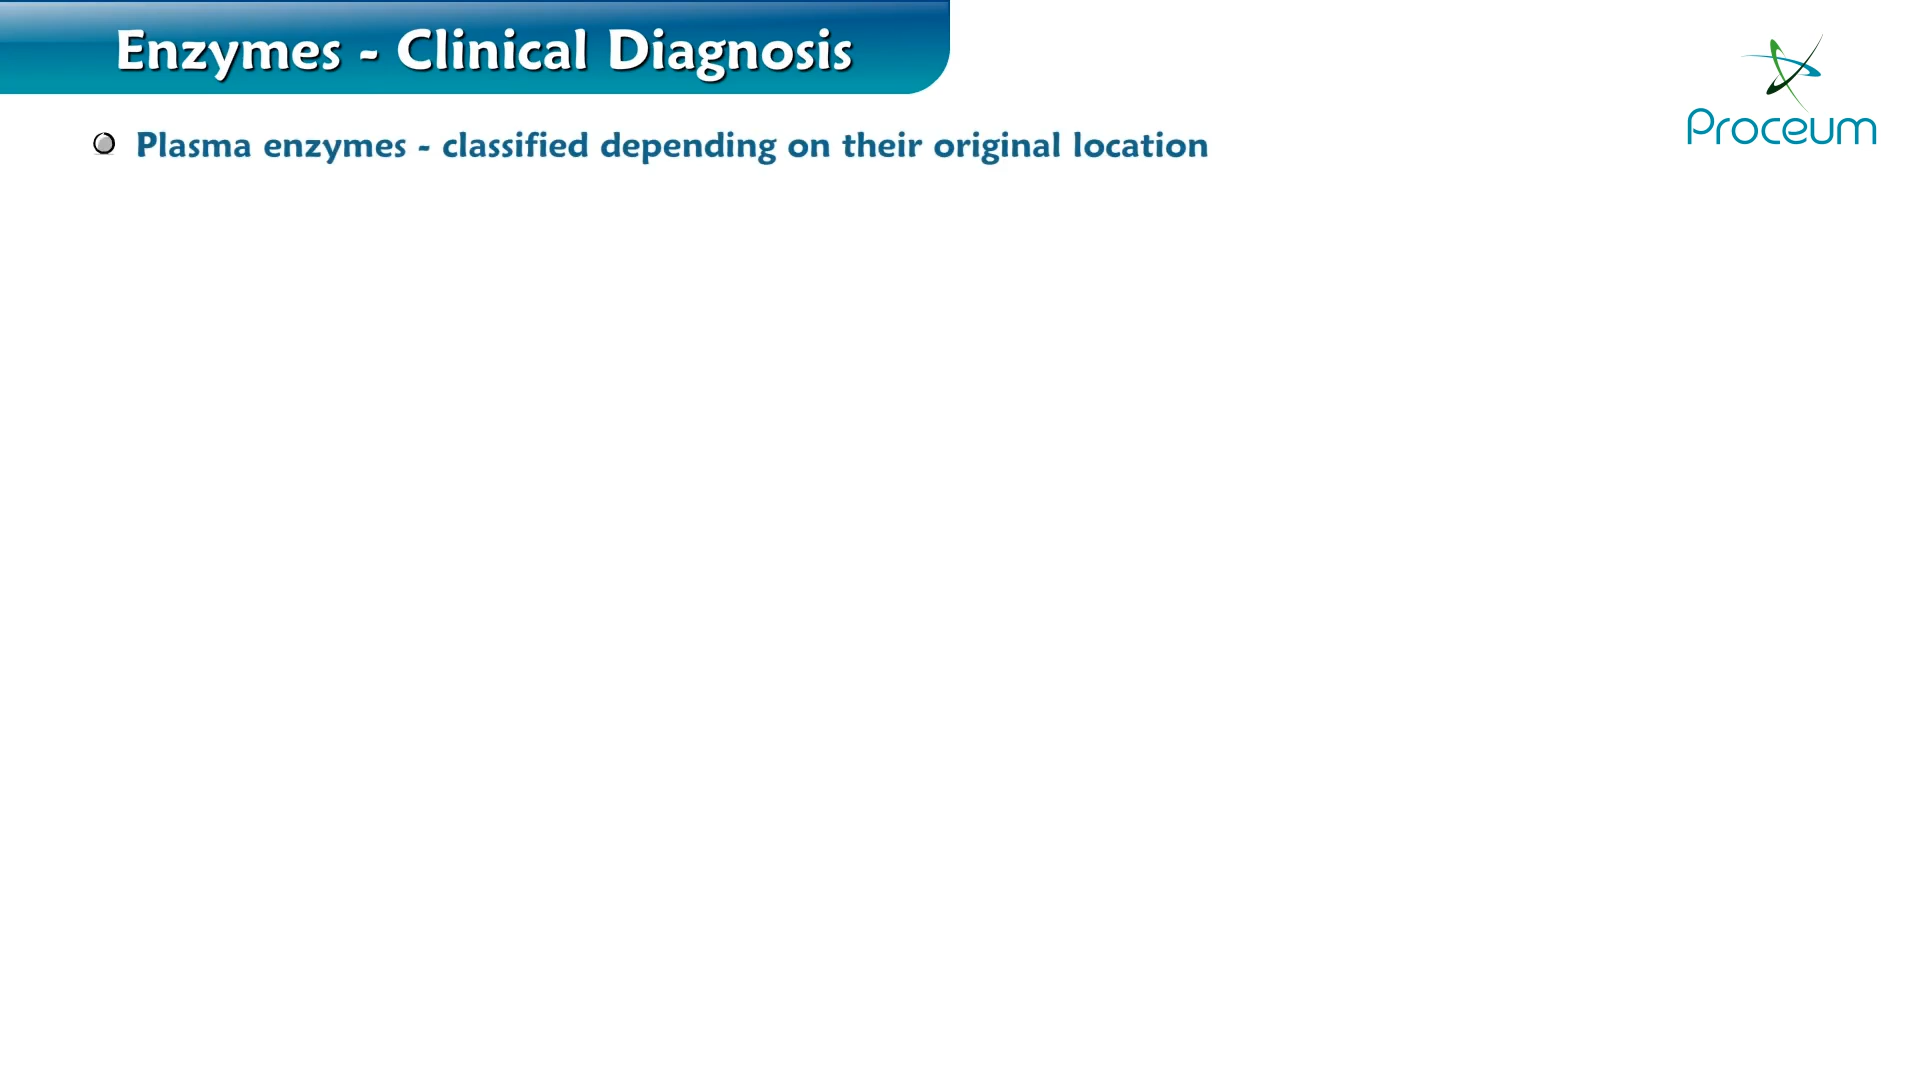 Enzymes - Clinical Diagnosis
Proceum
Plasma enzymes - classified depending on their original location